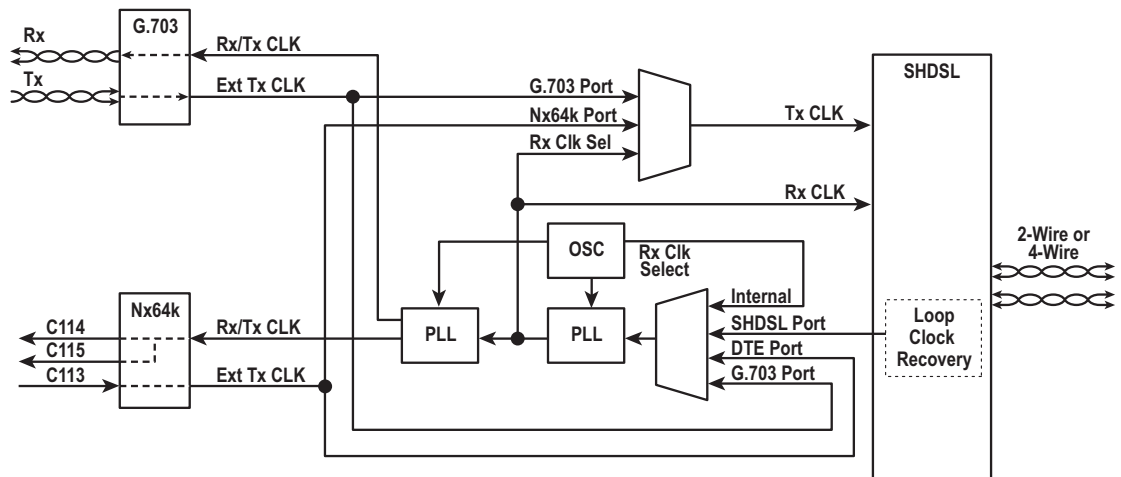 G.703
SHDSL
Rx
Rx/Tx CLK
Tx
Ext Tx CLK
G.703 Port
Nx64k Port
Tx CLK
Rx Clk Sel
Rx CLK
OSC
Rx Clk
Select
2-Wire or
4-Wire
Internal
Nx64k
C114
Rx/Tx CLK
PLL
PLL
SHDSL Port
Loop
Clock
Recovery
C115
DTE Port
C113
Ext Tx CLK
G.703 Port